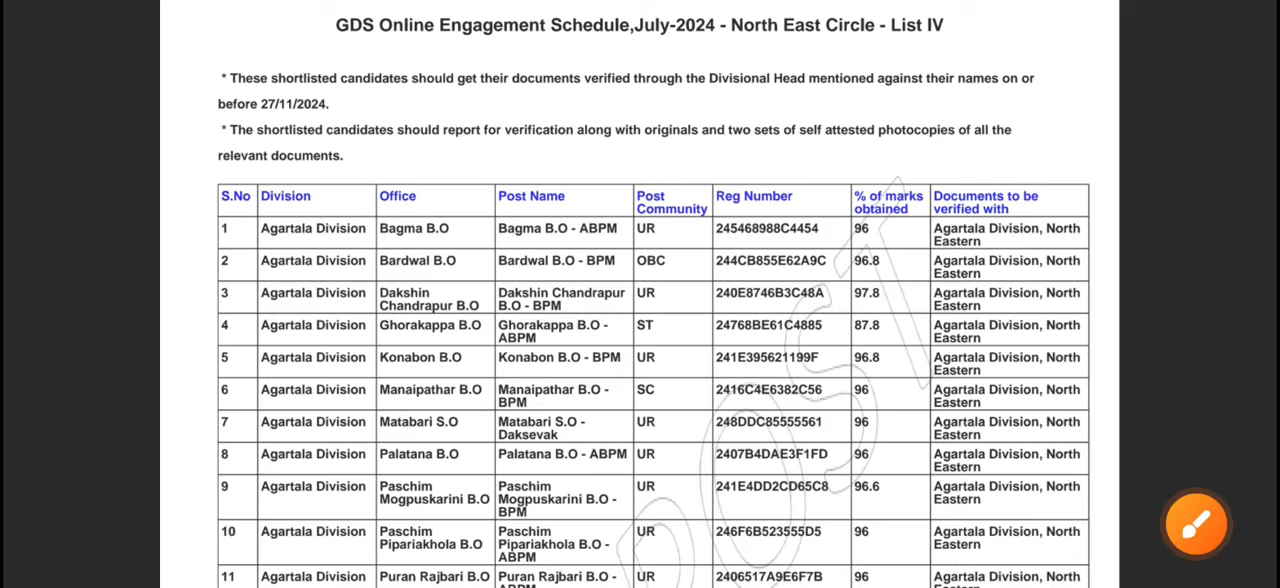 GDS Online Engagement Schedule,July-2024 - North East Circle - List IV
* These shortlisted candidates should get their documents verified through the Divisional Head mentioned against their names on or
before 27/11/2024.
* The shortlisted candidates should report for verification along with originals and two sets of self attested photocopies of all the
relevant documents.
S.No Division Office Post Name Post Community Reg Number % of marks obtained Documents to be verified with
1 Agartala Division Bagma B.O Bagma B.O - ABPM UR 245468988C4454 96 Agartala Division, North Eastern
2 Agartala Division Bardwal B.O Bardwal B.O - BPM OBC 244CB855E62A9C 96.8 Agartala Division, North Eastern
3 Agartala Division Dakshin Chandrapur B.O Dakshin Chandrapur B.O - BPM UR 240E8746B3C48A 97.8 Agartala Division, North Eastern
4 Agartala Division Ghorakappa B.O Ghorakappa B.O - ABPM ST 24768BE61C4885 87.8 Agartala Division, North Eastern
5 Agartala Division Konabon B.O Konabon B.O - BPM UR 241E395621199F 96.8 Agartala Division, North Eastern
6 Agartala Division Manaipathar B.O Manaipathar B.O - BPM SC 2416C4E6382C56 96 Agartala Division, North Eastern
7 Agartala Division Matabari S.O Matabari S.O - Daksevak UR 248DDC85555561 96 Agartala Division, North Eastern
8 Agartala Division Palatana B.O Palatana B.O - ABPM UR 2407B4DAE3F1FD 96 Agartala Division, North Eastern
9 Agartala Division Paschim Mogpuskarini B.O Paschim Mogpuskarini B.O - BPM UR 241E4DD2CD65C8 96.6 Agartala Division, North Eastern
10 Agartala Division Paschim Pipariakhola B.O Paschim Pipariakhola B.O - ABPM UR 246F6B523555D5 96 Agartala Division, North Eastern
11 Agartala Division Puran Rajbari B.O Puran Rajbari B.O - UR 2406517A9E6F7B 96 Agartala Division, North
POST